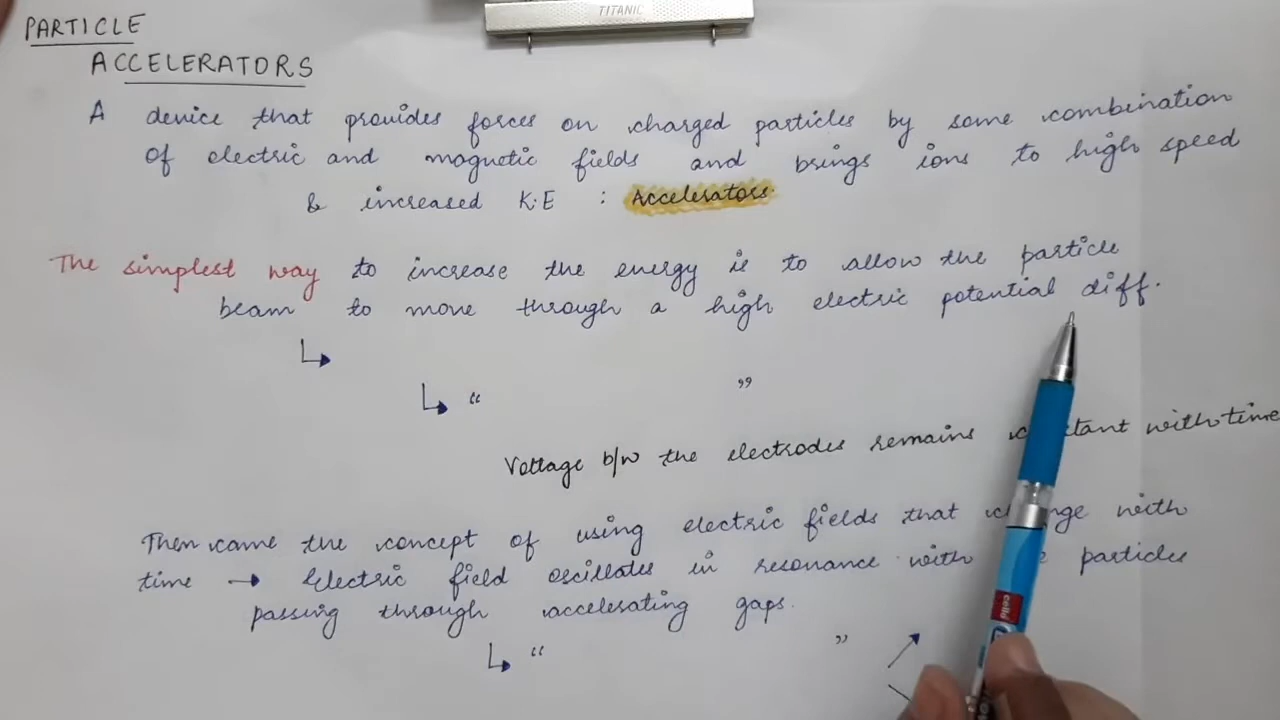 TITANIC
PARTICLE
ACCELERATORS
A device that provides forces on charged particles by some combination
of electric and magnetic fields and brings ions to high speed
& increased K.E : Accelerators.
The simplest way to increase the energy is to allow the particle
beam to move through a high electric potential diff.
↳
↳ “ ”
Voltage b/w the electrodes remains with time
Then came the concept of using electric fields that with
time → Electric field oscillates in resonance with particles
passing through accelerating gaps.
↳ “ ”
cello